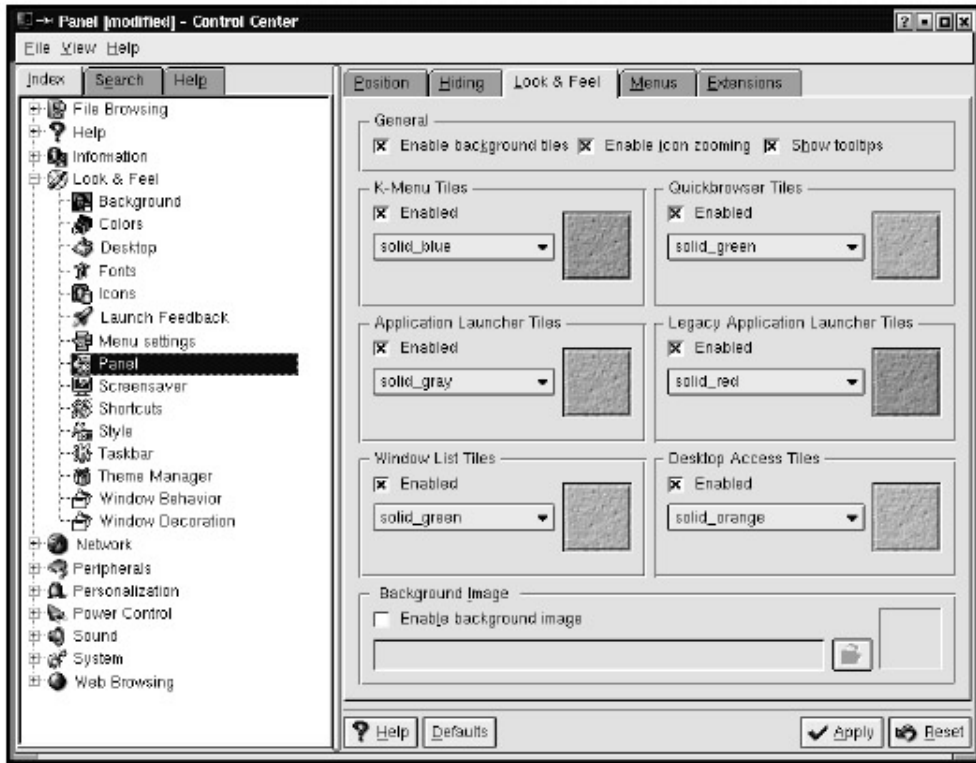 Panel [modified] - Control Center
File View Help
Index Search Help
File Browsing
Help
Information
Look & Feel
Background
Colors
Desktop
Fonts
Icons
Launch Feedback
Menu settings
Panel
Screensaver
Shortcuts
Style
Taskbar
Theme Manager
Window Behavior
Window Decoration
Network
Peripherals
Personalization
Power Control
Sound
System
Web Browsing
Position Hiding Look & Feel Menus Extensions
General
Enable background tiles Enable icon zooming Show tooltips
K-Menu Tiles
Enabled
solid_blue
Quickbrowser Tiles
Enabled
solid_green
Application Launcher Tiles
Enabled
solid_gray
Legacy Application Launcher Tiles
Enabled
solid_red
Window List Tiles
Enabled
solid_green
Desktop Access Tiles
Enabled
solid_orange
Background Image
Enable background image
? Help Defaults Apply Reset